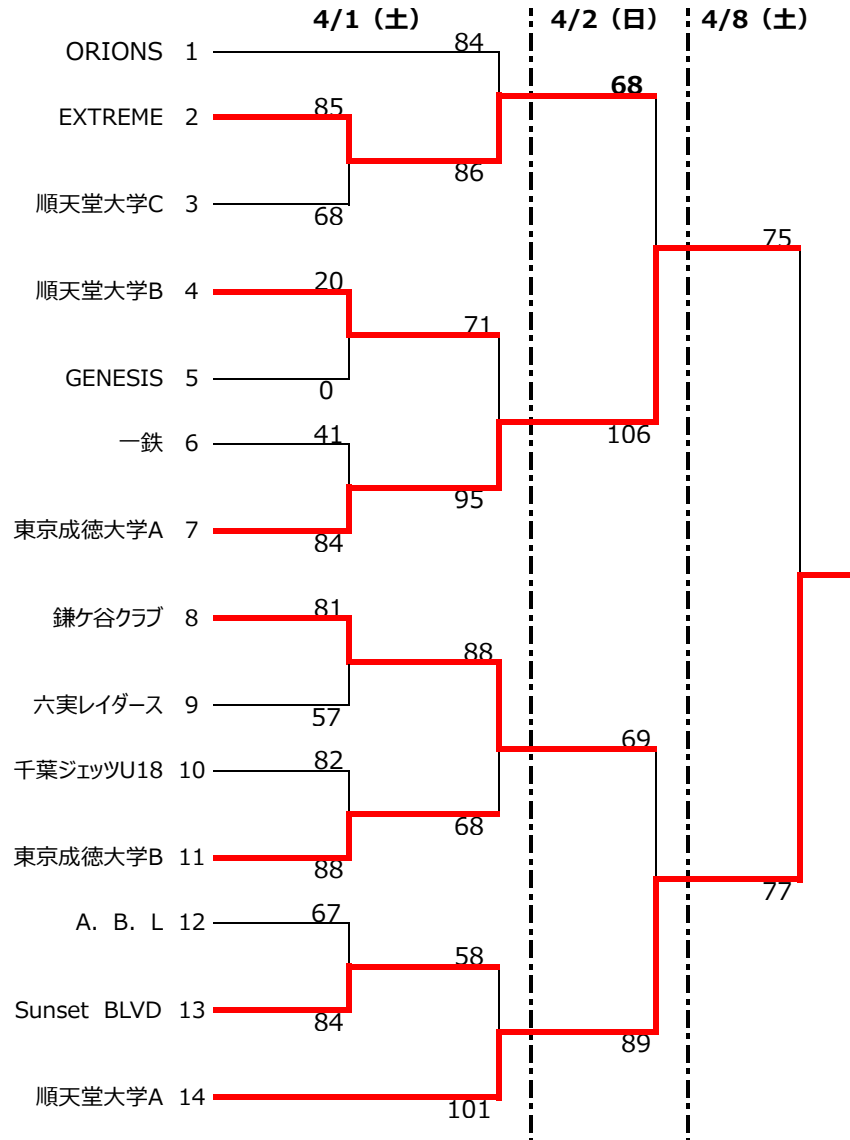 4/1（土） 4/2（日） 4/8（土）
84
ORIONS 1
68
85
EXTREME 2
86
順天堂大学C 3
68
75
順天堂大学B 4 20
71
GENESIS 5
0
一鉄 6 41
106
95
東京成徳大学A 7
84
鎌ケ谷クラブ 8 81
88
六実レイダース 9
57
69
千葉ジェッツU18 10 82
68
東京成徳大学B 11
88
77
A．B．L 12 67
58
Sunset BLVD 13
84
89
順天堂大学A 14
101